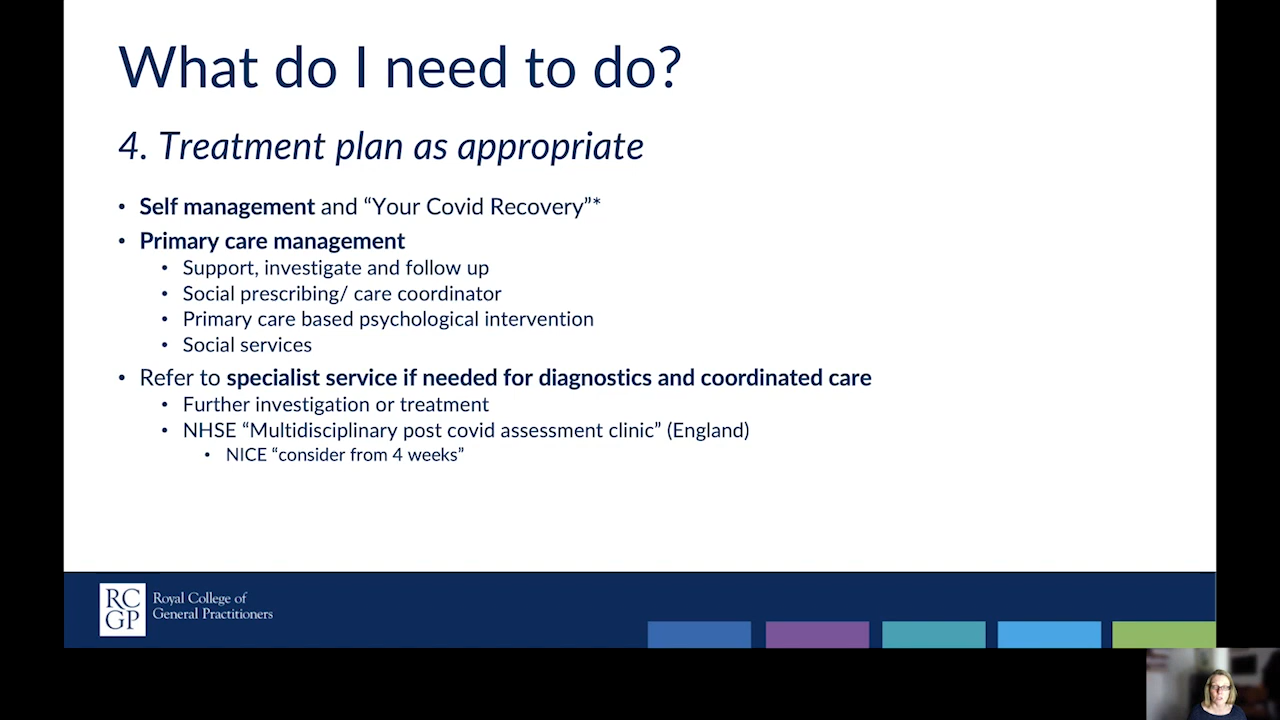 What do I need to do?
4. Treatment plan as appropriate
• Self management and “Your Covid Recovery”*
• Primary care management
• Support, investigate and follow up
• Social prescribing/ care coordinator
• Primary care based psychological intervention
• Social services
• Refer to specialist service if needed for diagnostics and coordinated care
• Further investigation or treatment
• NHSE “Multidisciplinary post covid assessment clinic” (England)
• NICE “consider from 4 weeks”
RC
GP
Royal College of
General Practitioners